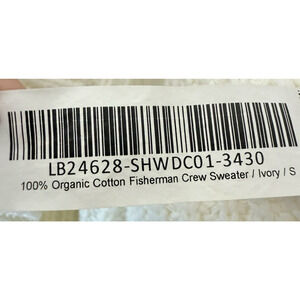 LB24628-SHWDC01-3430
100% Organic Cotton Fisherman Crew Sweater / Ivory / S